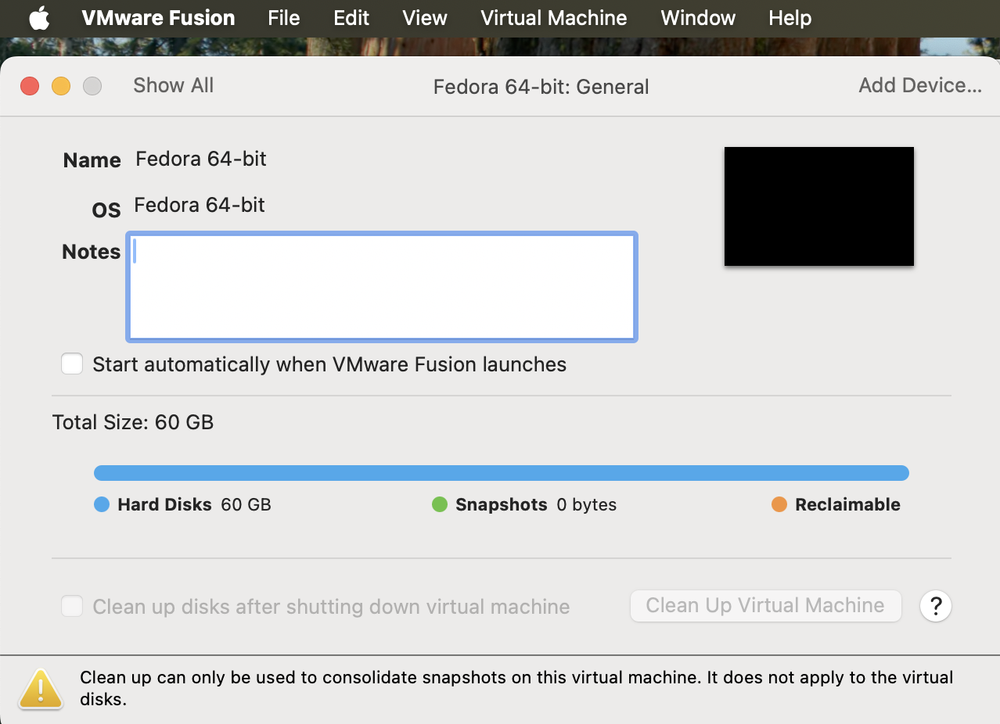 VMware Fusion File Edit View Virtual Machine Window Help
Show All Fedora 64-bit: General Add Device...
Name Fedora 64-bit
OS Fedora 64-bit
Notes
Start automatically when VMware Fusion launches
Total Size: 60 GB
Hard Disks 60 GB Snapshots 0 bytes Reclaimable
Clean up disks after shutting down virtual machine Clean Up Virtual Machine ?
Clean up can only be used to consolidate snapshots on this virtual machine. It does not apply to the virtual
disks.